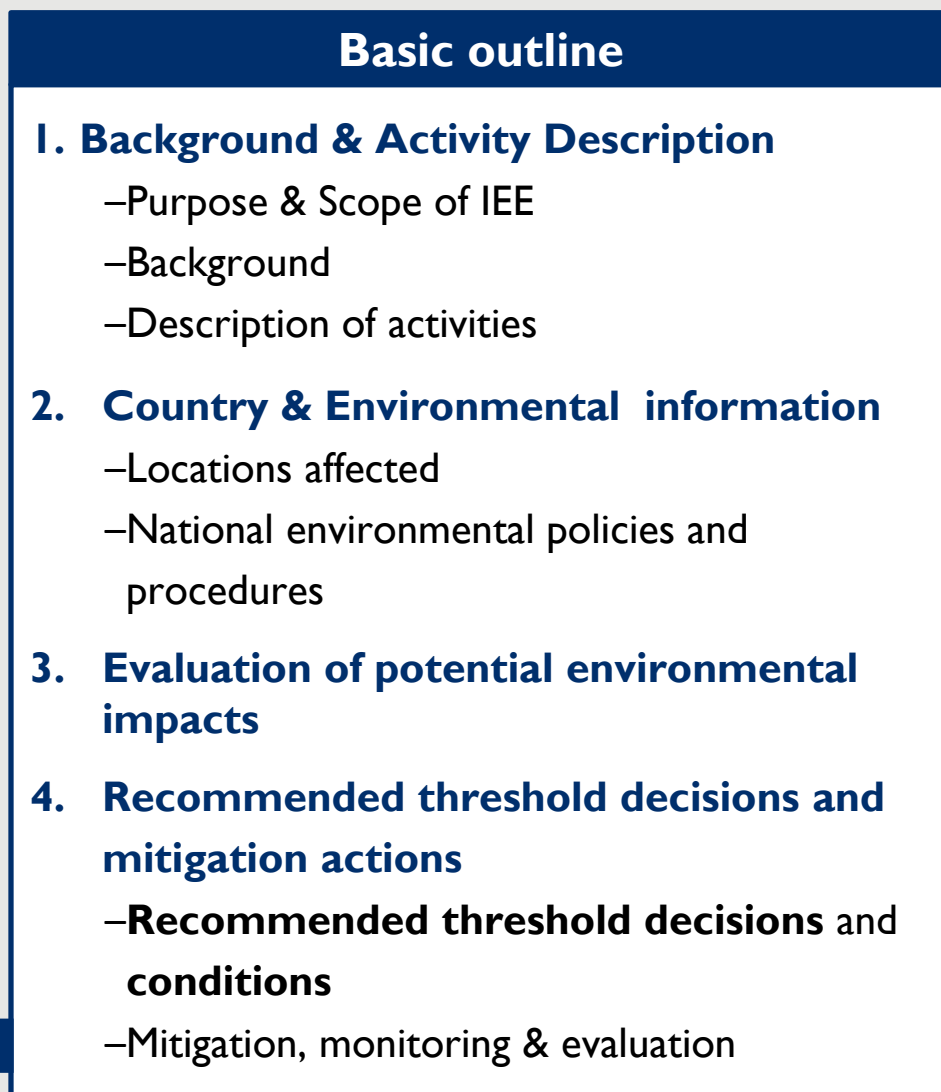 Basic outline
1. Background & Activity Description
–Purpose & Scope of IEE
–Background
–Description of activities
2. Country & Environmental information
–Locations affected
–National environmental policies and
procedures
3. Evaluation of potential environmental
impacts
4. Recommended threshold decisions and
mitigation actions
–Recommended threshold decisions and
conditions
–Mitigation, monitoring & evaluation